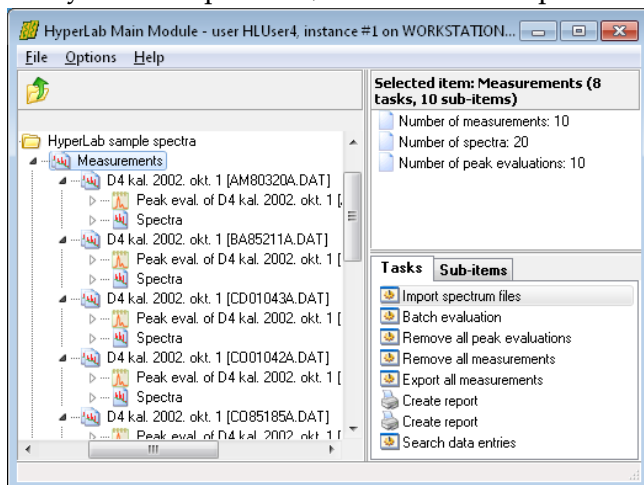 HyperLab Main Module - user HLUser4, instance #1 on WORKSTATION...
File Options Help
HyperLab sample spectra
Measurements
D4 kal. 2002. okt. 1 [AM80320A.DAT]
Peak eval. of D4 kal. 2002. okt. 1 [
Spectra
D4 kal. 2002. okt. 1 [BA85211A.DAT]
Peak eval. of D4 kal. 2002. okt. 1 [
Spectra
D4 kal. 2002. okt. 1 [CD01043A.DAT]
Peak eval. of D4 kal. 2002. okt. 1 [
Spectra
D4 kal. 2002. okt. 1 [CO01042A.DAT]
Peak eval. of D4 kal. 2002. okt. 1 [
Spectra
D4 kal. 2002. okt. 1 [CO85185A.DAT]
Peak eval. of D4 kal. 2002. okt. 1 [
Selected item: Measurements (8
tasks, 10 sub-items)
Number of measurements: 10
Number of spectra: 20
Number of peak evaluations: 10
Tasks Sub-items
Import spectrum files
Batch evaluation
Remove all peak evaluations
Remove all measurements
Export all measurements
Create report
Create report
Search data entries